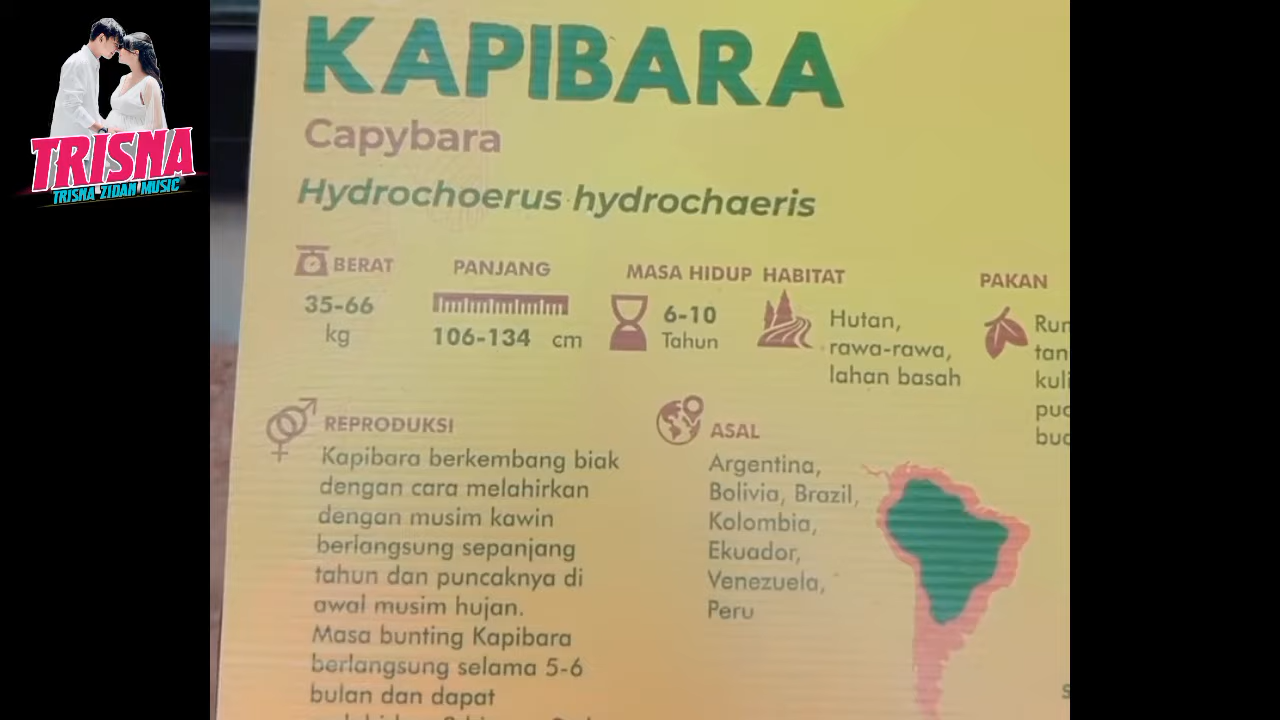 TRISNA
TRISNA ZIDAN MUSIC
KAPIBARA
Capybara
Hydrochoerus hydrochaeris
BERAT
35-66
kg
PANJANG
106-134 cm
MASA HIDUP
6-10
Tahun
HABITAT
Hutan,
rawa-rawa,
lahan basah
PAKAN
REPRODUKSI
Kapibara berkembang biak
dengan cara melahirkan
dengan musim kawin
berlangsung sepanjang
tahun dan puncaknya di
awal musim hujan.
Masa bunting Kapibara
berlangsung selama 5-6
bulan dan dapat
ASAL
Argentina,
Bolivia, Brazil,
Kolombia,
Ekuador,
Venezuela,
Peru